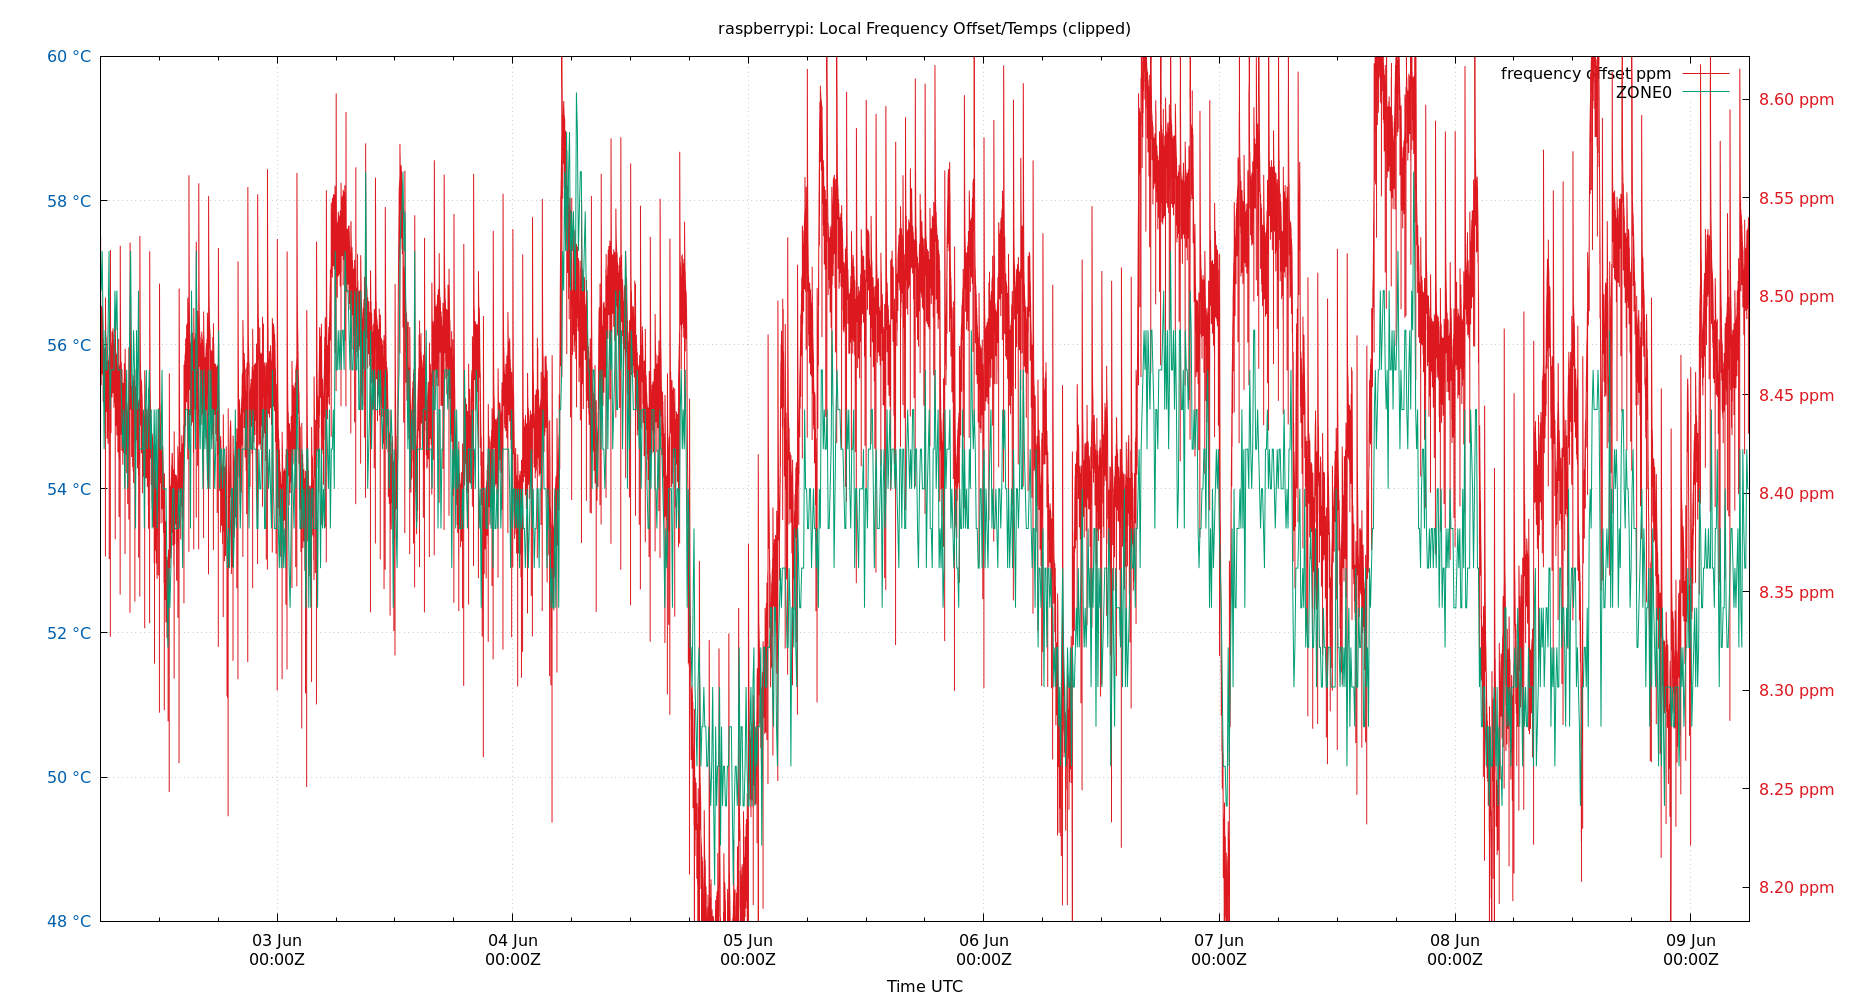 raspberrypi: Local Frequency Offset/Temps (clipped)
60 °C
58 °C
56 °C
54 °C
52 °C
50 °C
48 °C
frequency offset ppm
ZONE0
8.60 ppm
8.55 ppm
8.50 ppm
8.45 ppm
8.40 ppm
8.35 ppm
8.30 ppm
8.25 ppm
8.20 ppm
03 Jun 04 Jun 05 Jun 06 Jun 07 Jun 08 Jun 09 Jun
00:00Z 00:00Z 00:00Z 00:00Z 00:00Z 00:00Z 00:00Z
Time UTC